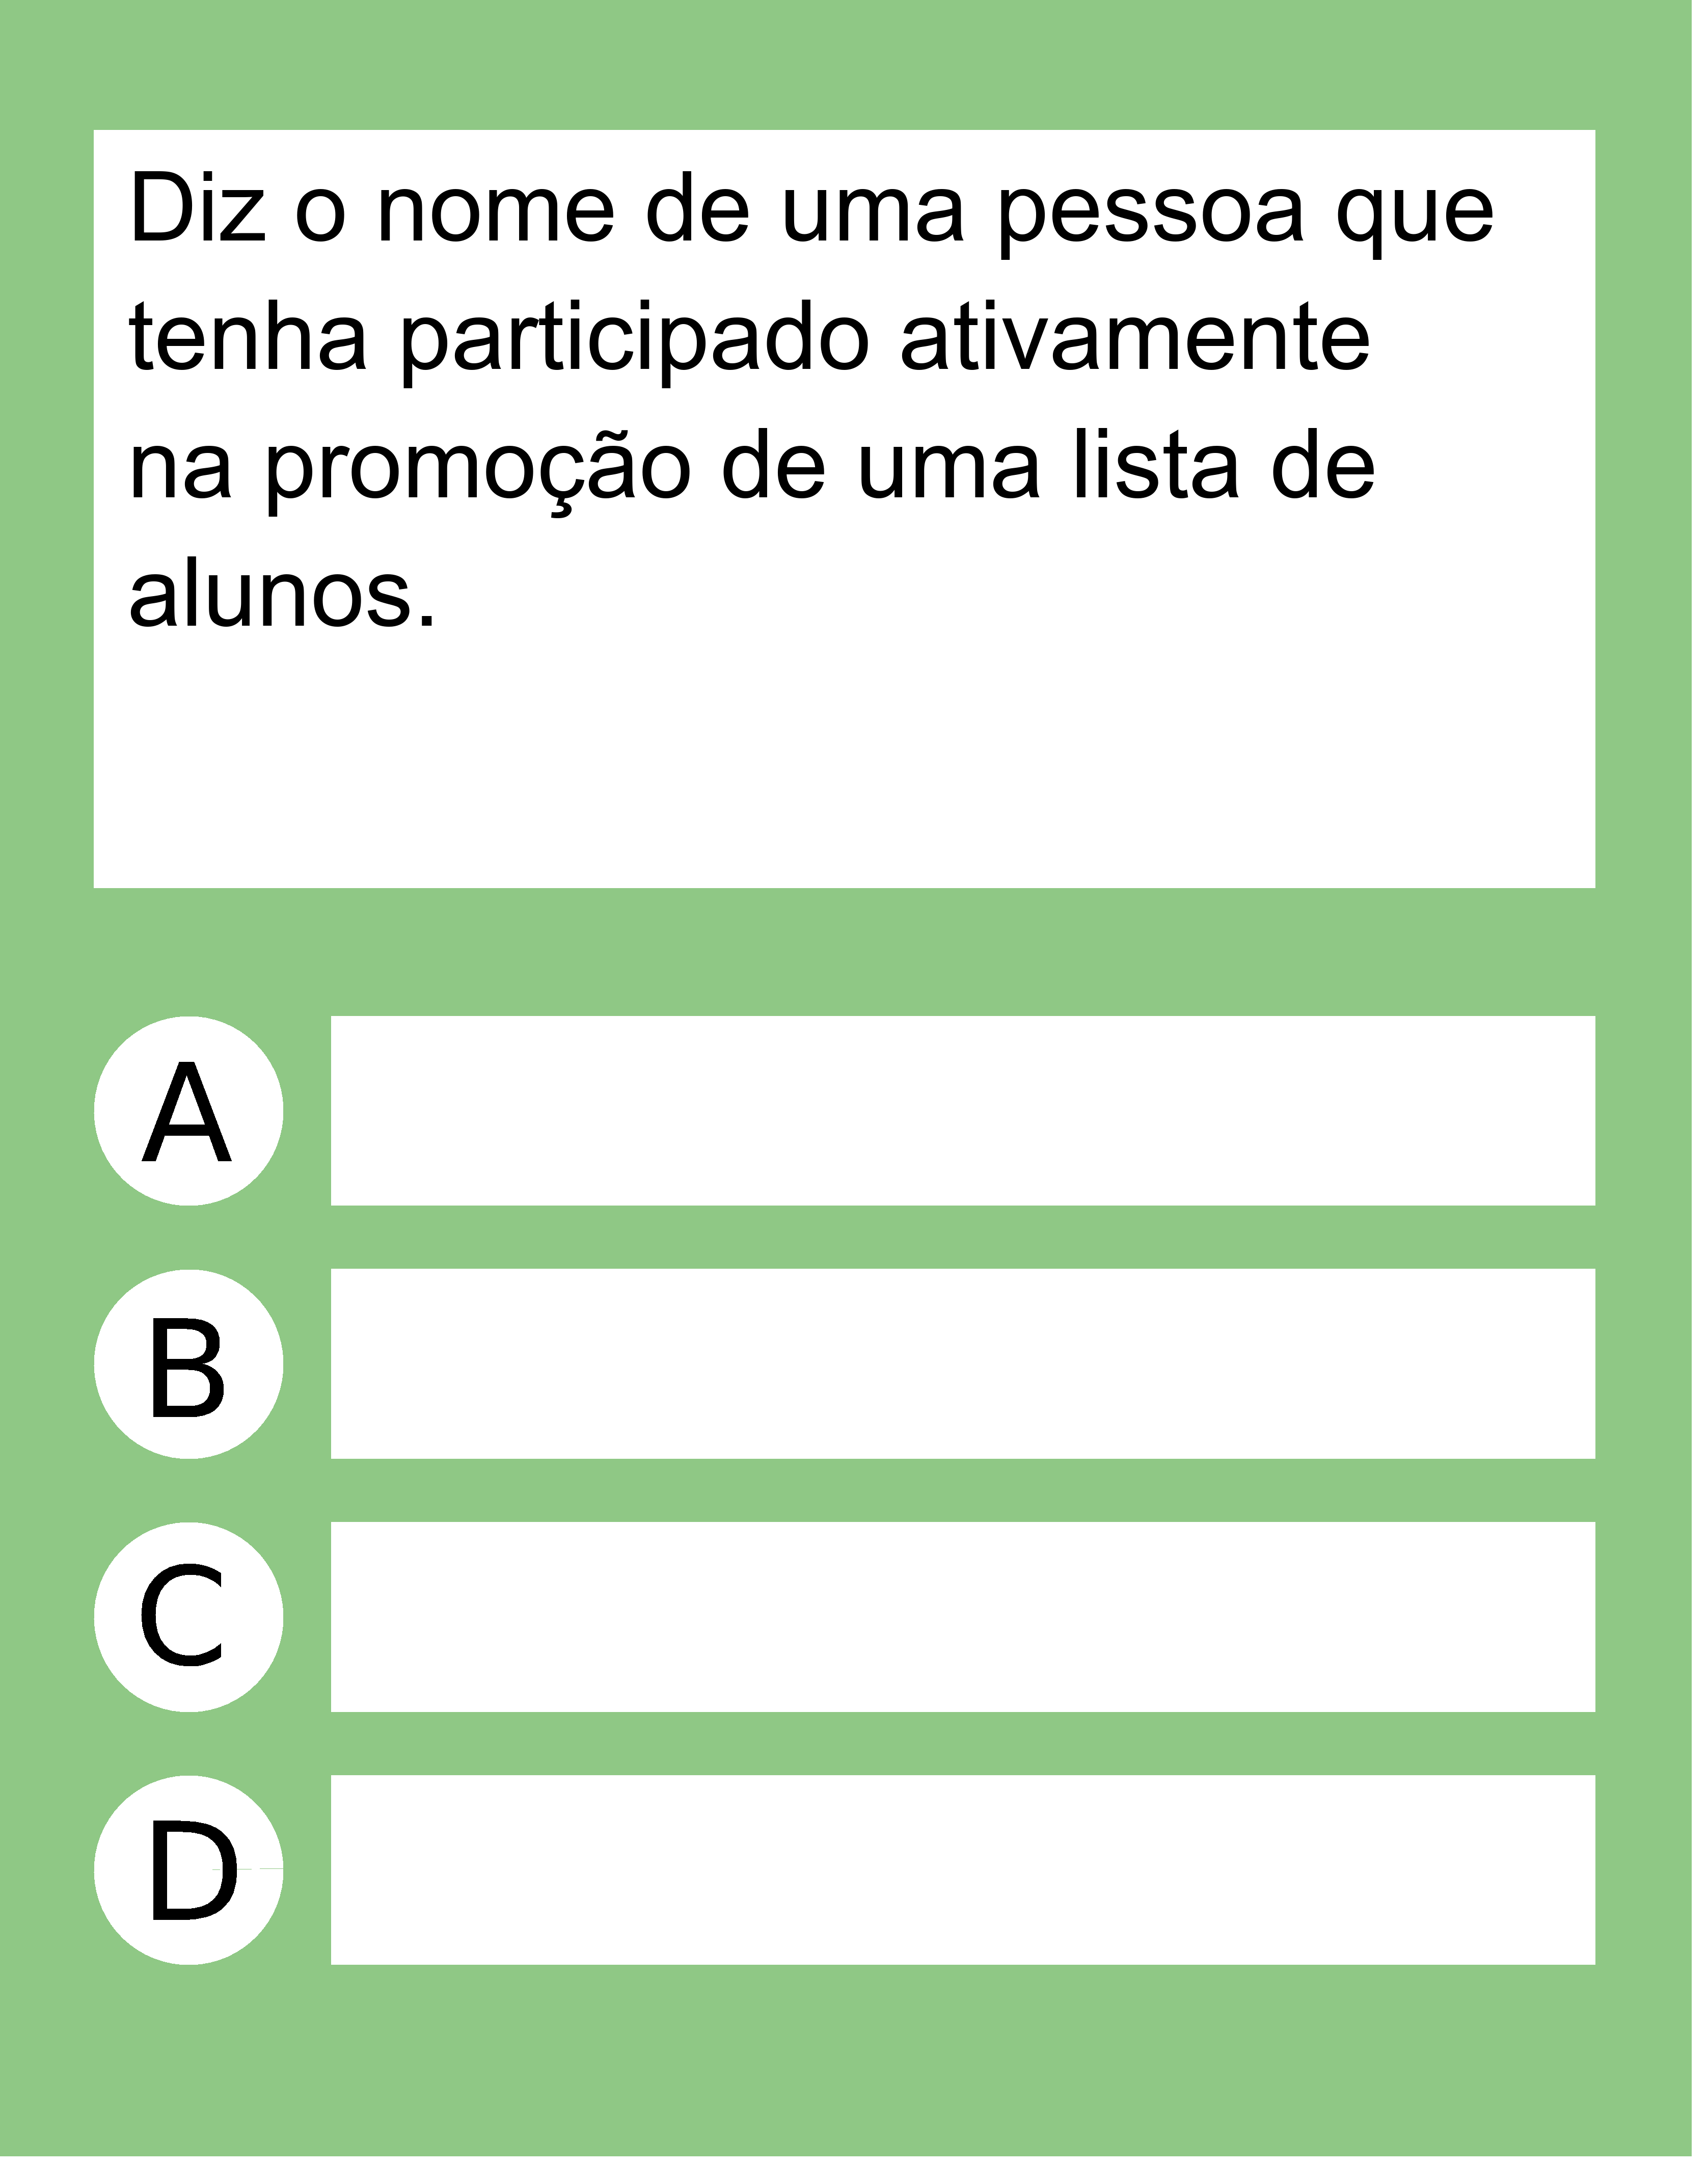 Diz o nome de uma pessoa que
tenha participado ativamente
na promoção de uma lista de
alunos.
A
B
C
D